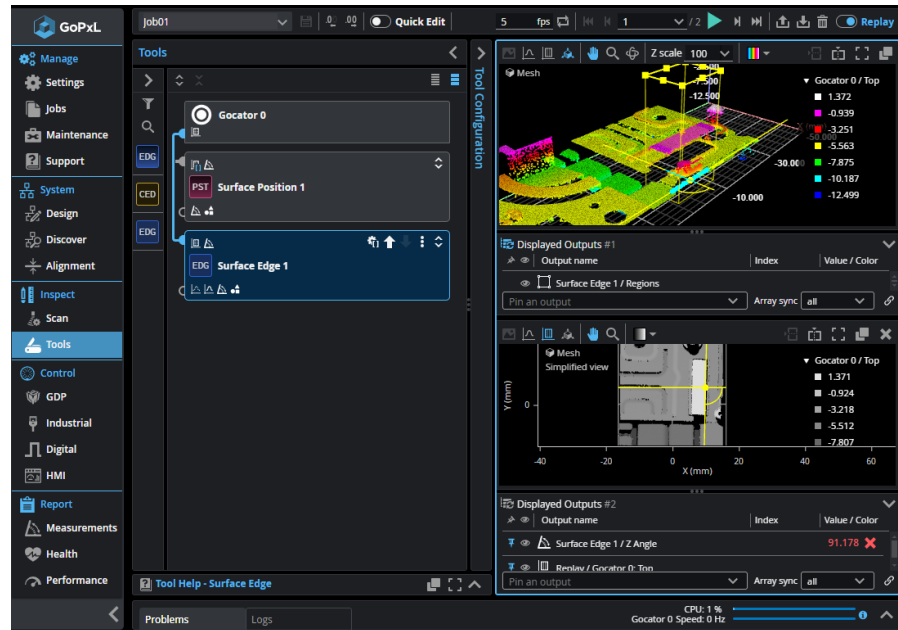 GoPxL
Job01
.0
.00
Quick Edit
5 fps
1
/ 2
Replay
Manage
Settings
Jobs
Maintenance
Support
System
Design
Discover
Alignment
Inspect
Scan
Tools
Control
GDP
Industrial
Digital
HMI
Report
Measurements
Health
Performance
Tools
EDG
CED
EDG
Gocator 0
PST
Surface Position 1
EDG
Surface Edge 1
Tool Help - Surface Edge
Tool Configuration
Z scale 100
Mesh
-7.500
-12.500
-50.000
-30.000
-10.000
Gocator 0 / Top
1.372
-0.939
-3.251
-5.563
-7.875
-10.187
-12.499
Displayed Outputs #1
Output name Index Value / Color
Surface Edge 1 / Regions
Pin an output Array sync all
Mesh
Simplified view
Y (mm)
0
-40 -20 0 20 40 60
X (mm)
Gocator 0 / Top
1.371
-0.924
-3.218
-5.512
-7.807
Displayed Outputs #2
Output name Index Value / Color
Surface Edge 1 / Z Angle 91.178
Replay / Gocator 0: Top
Pin an output Array sync all
Problems Logs
CPU: 1 %
Gocator 0 Speed: 0 Hz